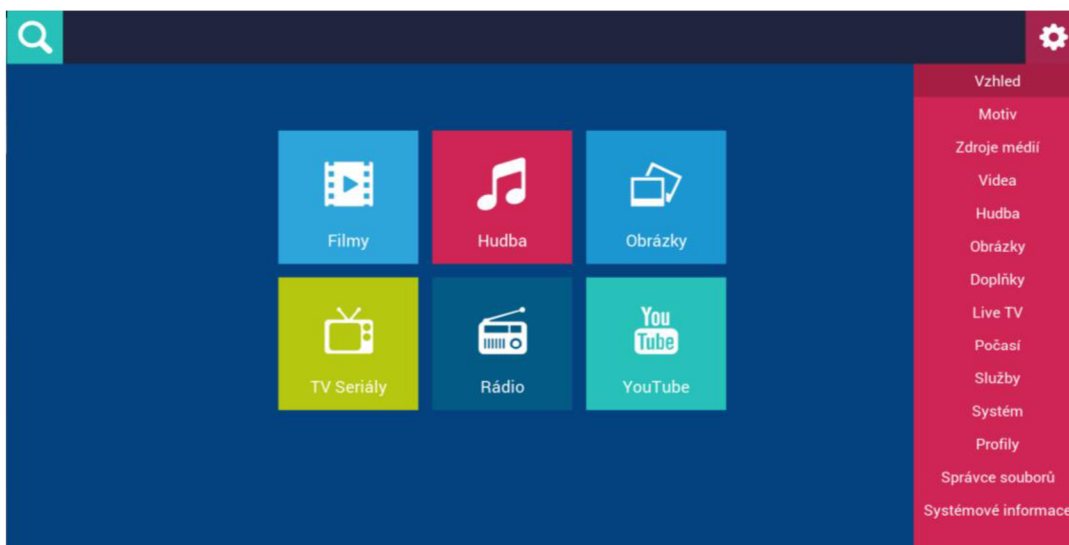 Filmy
Hudba
Obrázky
TV Seriály
Rádio
You
Tube
YouTube
Vzhled
Motiv
Zdroje médií
Videa
Hudba
Obrázky
Doplňky
Live TV
Počasí
Služby
Systém
Profily
Správce souborů
Systémové informace